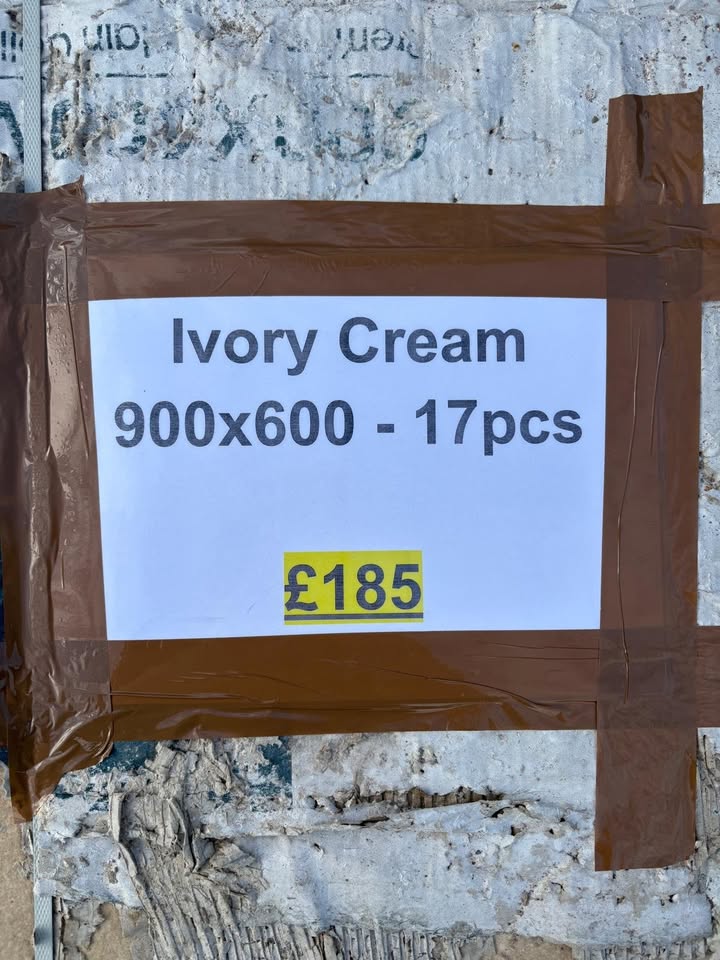 Ivory Cream
900x600 - 17pcs
£185